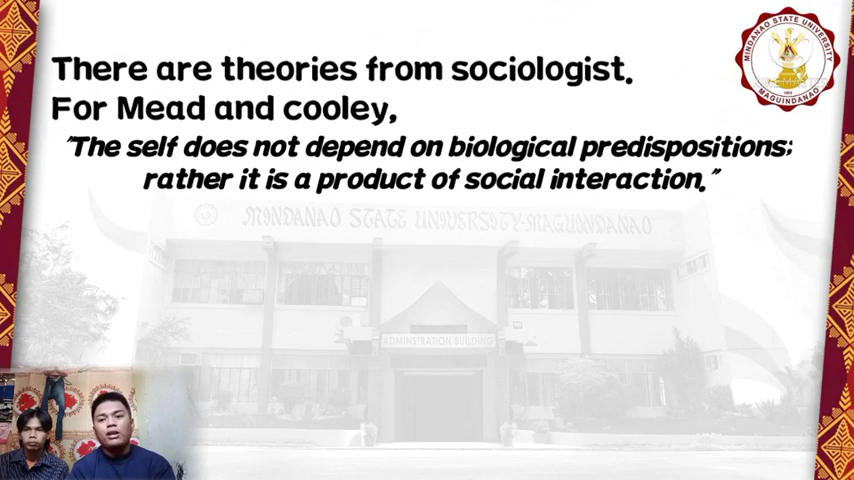 There are theories from sociologist.
For Mead and cooley,
"The self does not depend on biological predispositions;
rather it is a product of social interaction."
MINDANAO STATE UNIVERSITY
MAGUINDANAO
MINDANAO STATE UNIVERSITY-MAGUINDANAO
ADMINSTRATION BUILDING